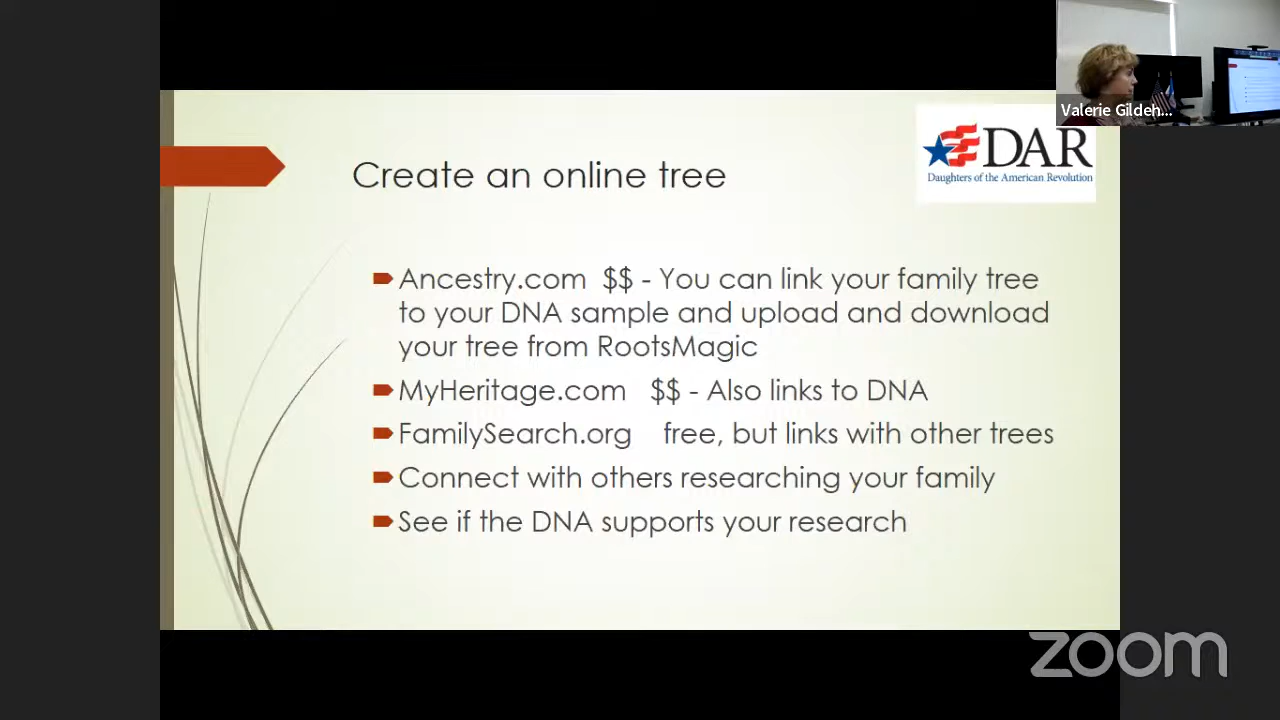 Valerie Gildeh...
DAR
Daughters of the American Revolution
Create an online tree
Ancestry.com $$ - You can link your family tree
to your DNA sample and upload and download
your tree from RootsMagic
MyHeritage.com $$ - Also links to DNA
FamilySearch.org free, but links with other trees
Connect with others researching your family
See if the DNA supports your research
zoom